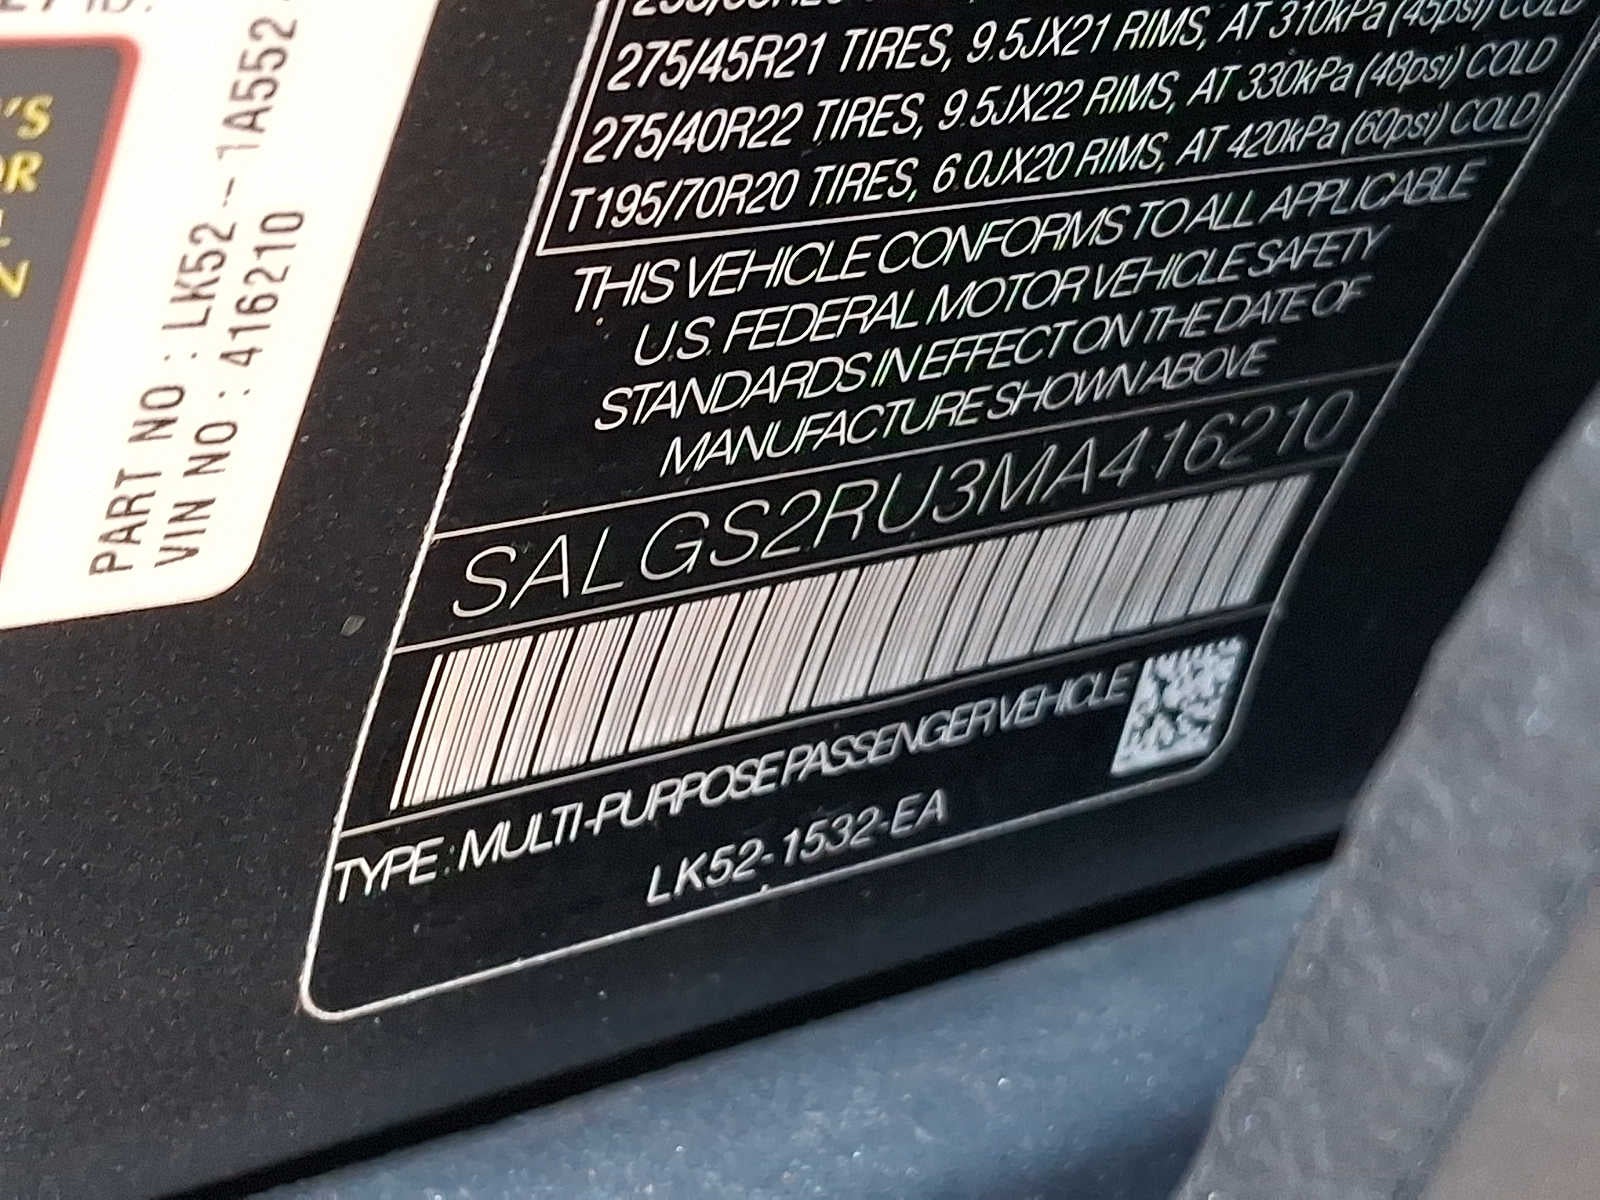 'S
OR
N
PART NO : LK52 - 1A552
VIN NO : 416210
275/45R21 TIRES, 9.5JX21 RIMS, AT 310kPa (45psi) COLD
275/40R22 TIRES, 9.5JX22 RIMS, AT 330kPa (48psi) COLD
T195/70R20 TIRES, 6.0JX20 RIMS, AT 420kPa (60psi) COLD
THIS VEHICLE CONFORMS TO ALL APPLICABLE
U.S. FEDERAL MOTOR VEHICLE SAFETY
STANDARDS IN EFFECT ON THE DATE OF
MANUFACTURE SHOWN ABOVE
SALGS2RU3MA416210
TYPE : MULTI-PURPOSE PASSENGER VEHICLE
LK52-1532-EA